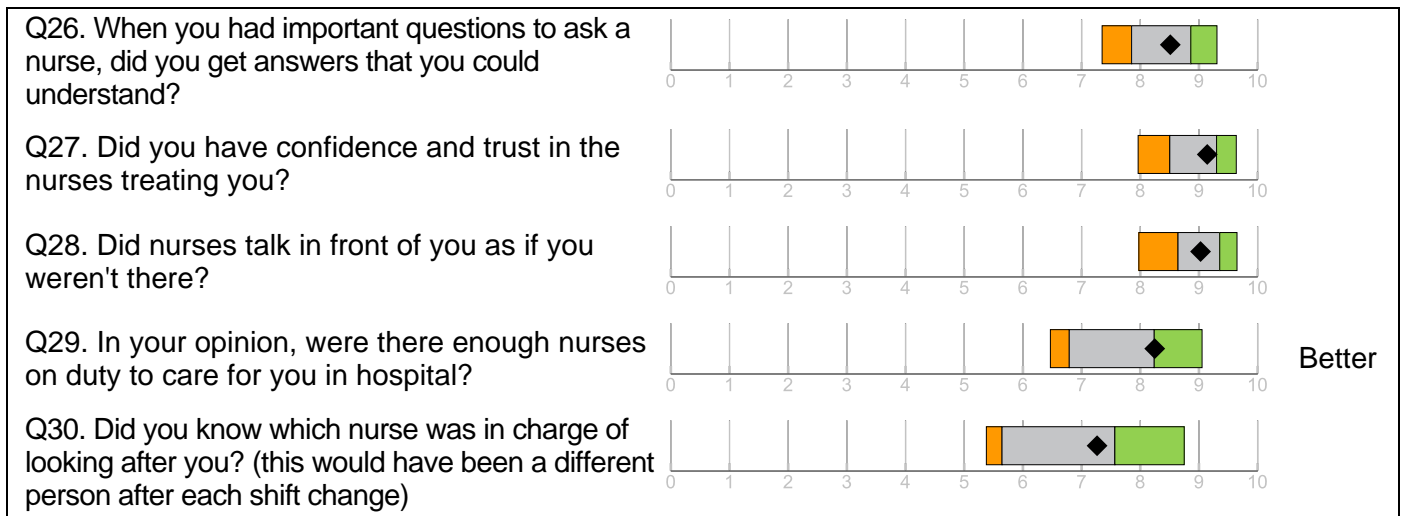 Q26. When you had important questions to ask a
nurse, did you get answers that you could
understand?
0 1 2 3 4 5 6 7 8 9 10
Q27. Did you have confidence and trust in the
nurses treating you?
0 1 2 3 4 5 6 7 8 9 10
Q28. Did nurses talk in front of you as if you
weren't there?
0 1 2 3 4 5 6 7 8 9 10
Q29. In your opinion, were there enough nurses
on duty to care for you in hospital?
0 1 2 3 4 5 6 7 8 9 10
Better
Q30. Did you know which nurse was in charge of
looking after you? (this would have been a different
person after each shift change)
0 1 2 3 4 5 6 7 8 9 10